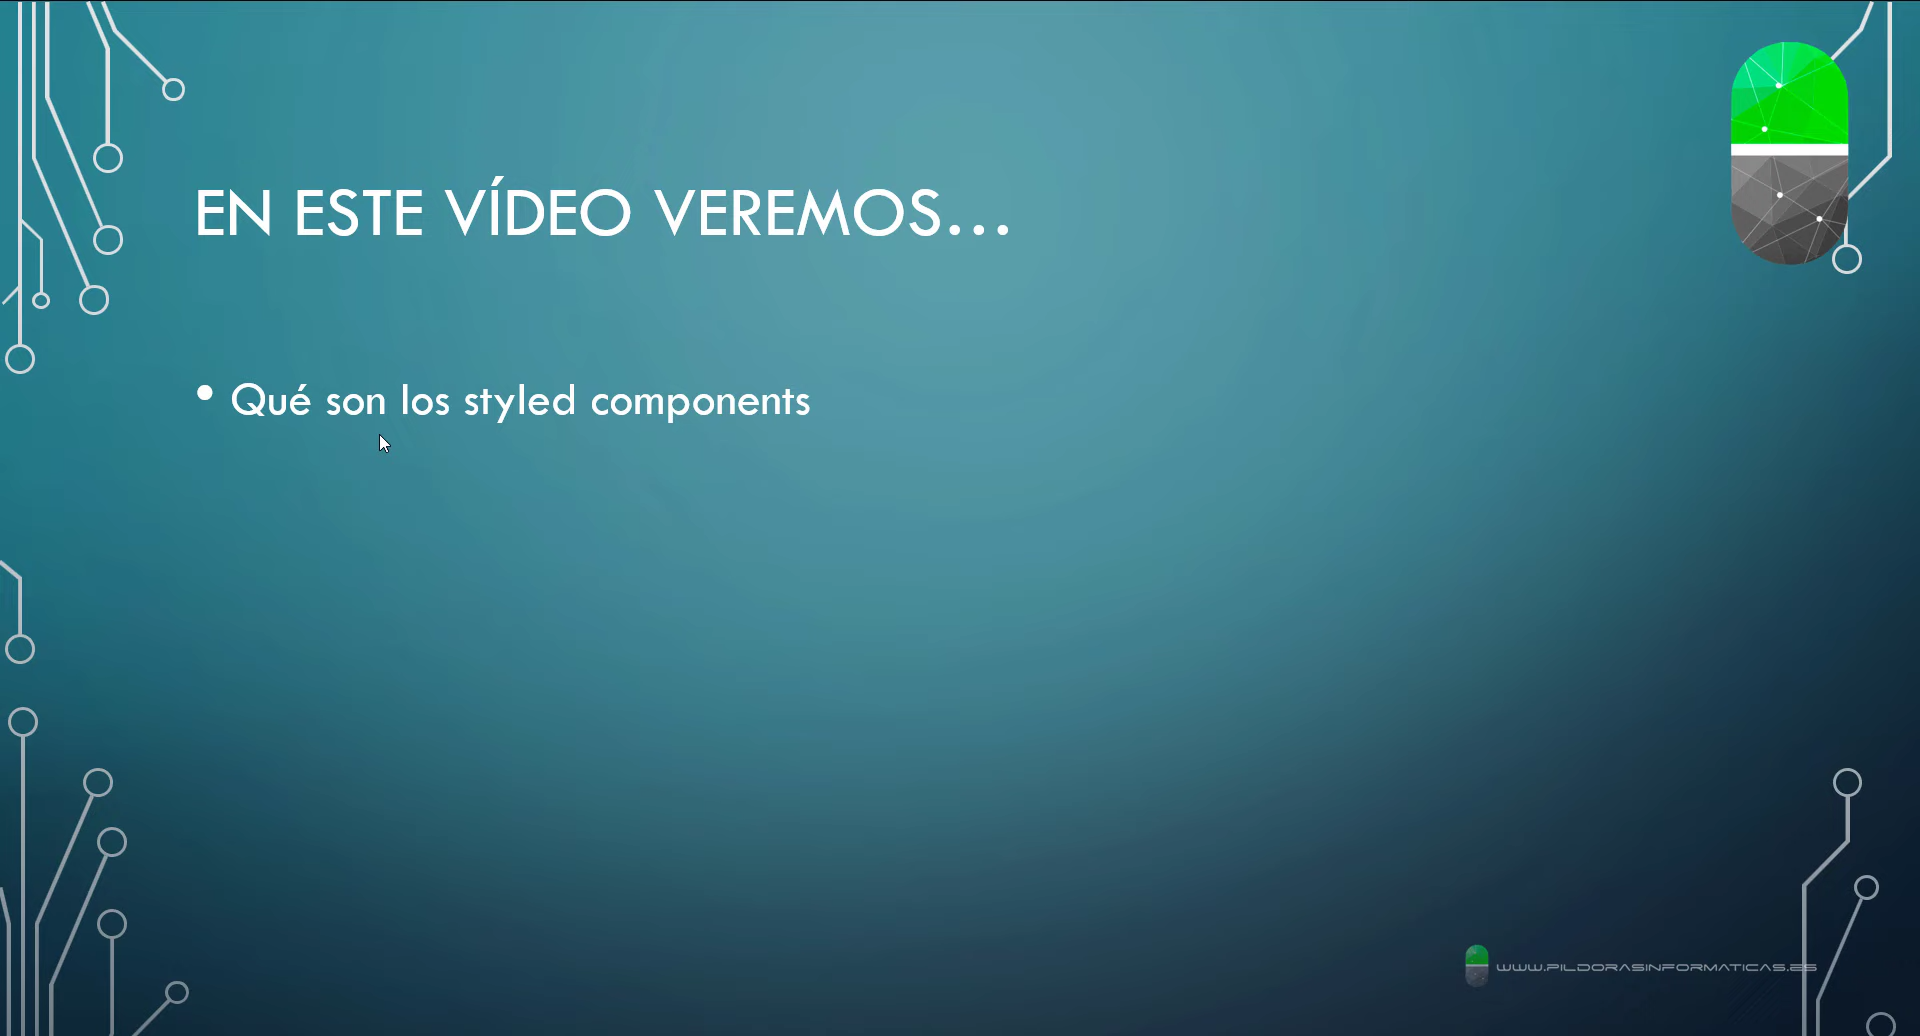 EN ESTE VÍDEO VEREMOS...
• Qué son los styled components
WWW.PILDORASINFORMATICAS.ES